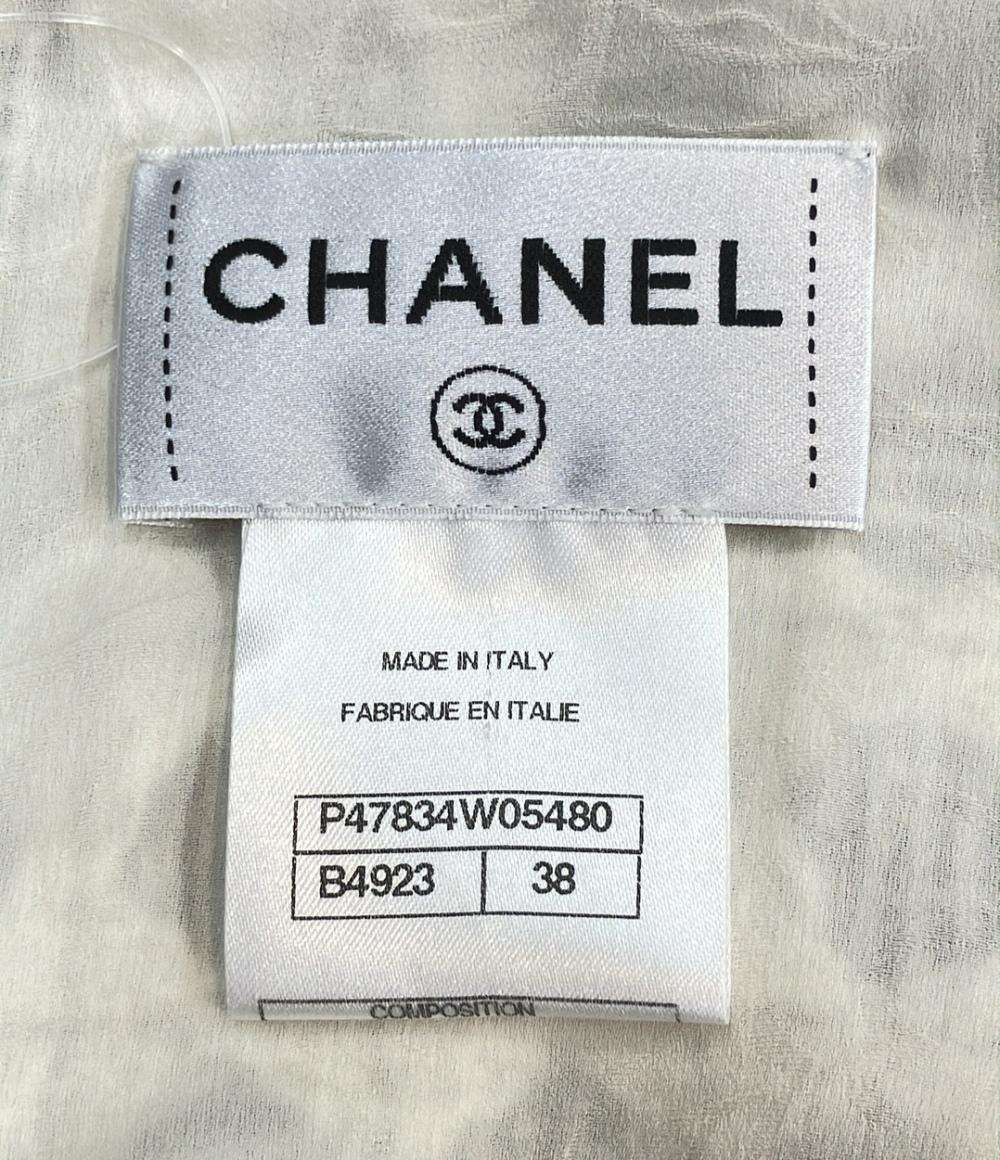 CHANEL
MADE IN ITALY
FABRIQUE EN ITALIE
P47834W05480
B4923 38
COMPOSITION